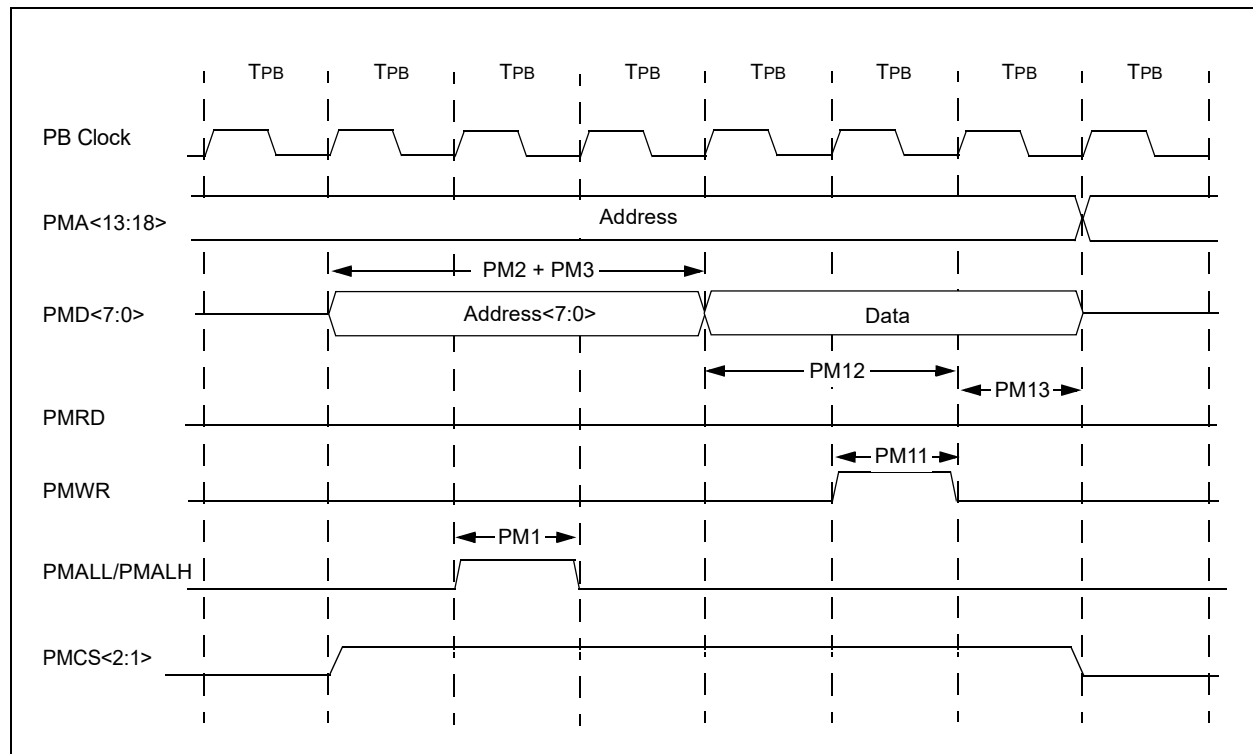 TPB TPB TPB TPB TPB TPB TPB TPB
PB Clock
PMA<13:18>
Address
PM2 + PM3
PMD<7:0>
Address<7:0>
Data
PM12
PM13
PMRD
PM11
PMWR
PM1
PMALL/PMALH
PMCS<2:1>